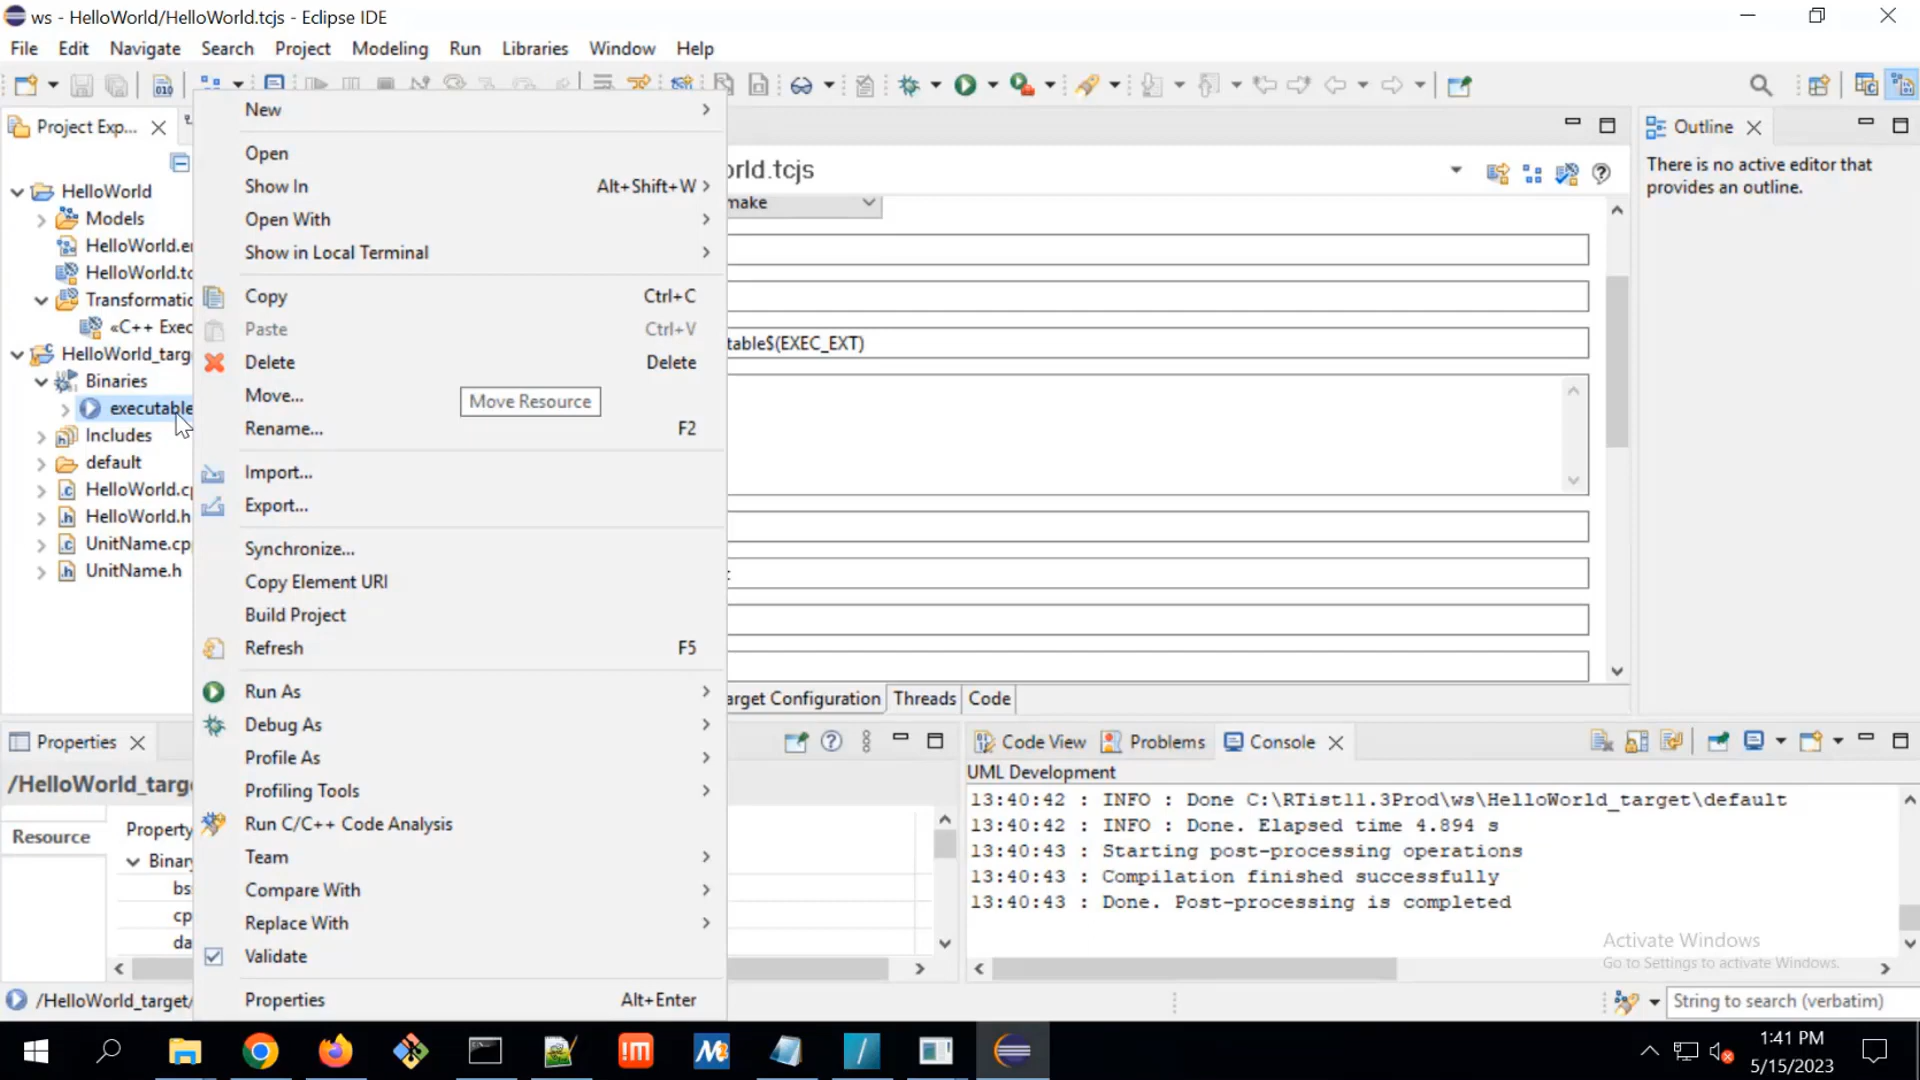 ws - HelloWorld/HelloWorld.tcjs - Eclipse IDE
File Edit Navigate Search Project Modeling Run Libraries Window Help
010
Project Exp...
HelloWorld
Models
HelloWorld.en
HelloWorld.tc
Transformatio
«C++ Exec
HelloWorld_targ
Binaries
executable
Includes
default
HelloWorld.cp
HelloWorld.h
UnitName.cp
UnitName.h
New
Open
Show In Alt+Shift+W
Open With
Show in Local Terminal
Copy Ctrl+C
Paste Ctrl+V
Delete Delete
Move...
Move Resource
Rename... F2
Import...
Export...
Synchronize...
Copy Element URI
Build Project
Refresh F5
Run As
Debug As
Profile As
Profiling Tools
Run C/C++ Code Analysis
Team
Compare With
Replace With
Validate
Properties Alt+Enter
orld.tcjs
make
table$(EXEC_EXT)
:
arget Configuration Threads Code
Outline
There is no active editor that
provides an outline.
Properties
/HelloWorld_targ
Resource
Property
Binary
bs
cp
da
Code View Problems Console
UML Development
13:40:42 : INFO : Done C:\RTist11.3Prod\ws\HelloWorld_target\default
13:40:42 : INFO : Done. Elapsed time 4.894 s
13:40:43 : Starting post-processing operations
13:40:43 : Compilation finished successfully
13:40:43 : Done. Post-processing is completed
Activate Windows
Go to Settings to activate Windows.
/HelloWorld_target/
String to search (verbatim)
1:41 PM
5/15/2023